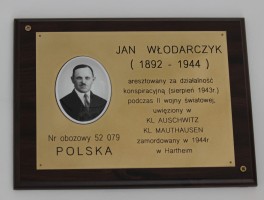 JAN WŁODARCZYK
( 1892 - 1944 )
aresztowany za działalność
konspiracyjną (sierpień 1943r.)
podczas II wojny światowej,
uwięziony w
KL AUSCHWITZ
KL MAUTHAUSEN
zamordowany w 1944r
w Hartheim
Nr obozowy 52 079
POLSKA